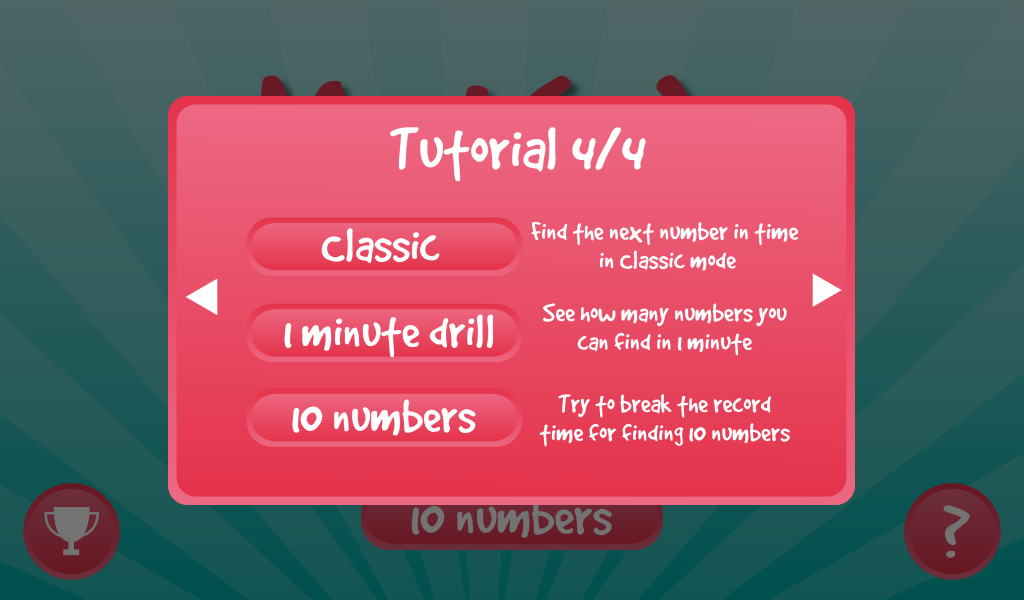 Tutorial 4/4
Classic
Find the next number in time
in Classic mode
1 minute drill
See how many numbers you
can find in 1 minute
10 numbers
Try to break the record
time for finding 10 numbers
10 numbers
?